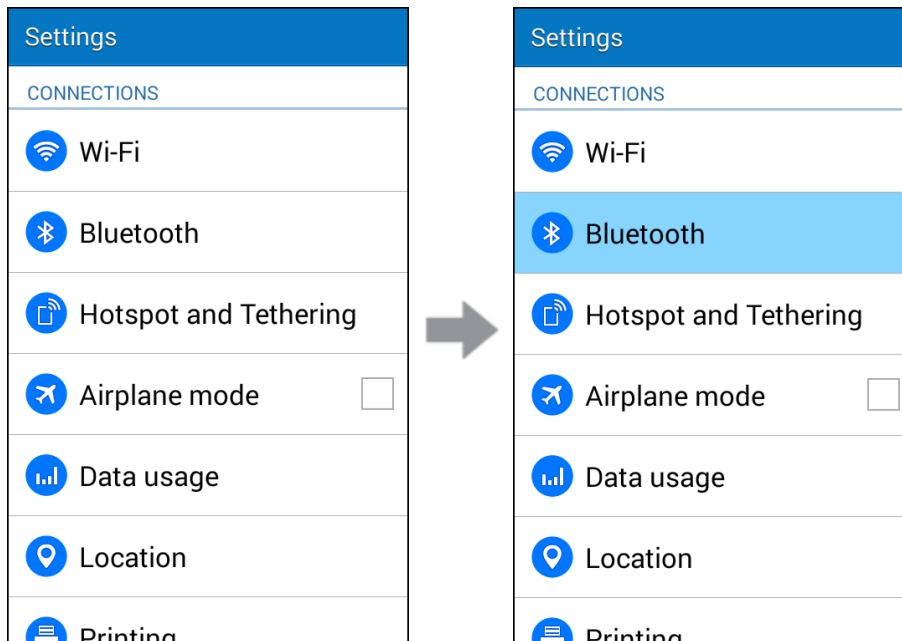 Settings
CONNECTIONS
Wi-Fi
Bluetooth
Hotspot and Tethering
Airplane mode
Data usage
Location
Printing
Settings
CONNECTIONS
Wi-Fi
Bluetooth
Hotspot and Tethering
Airplane mode
Data usage
Location
Printing